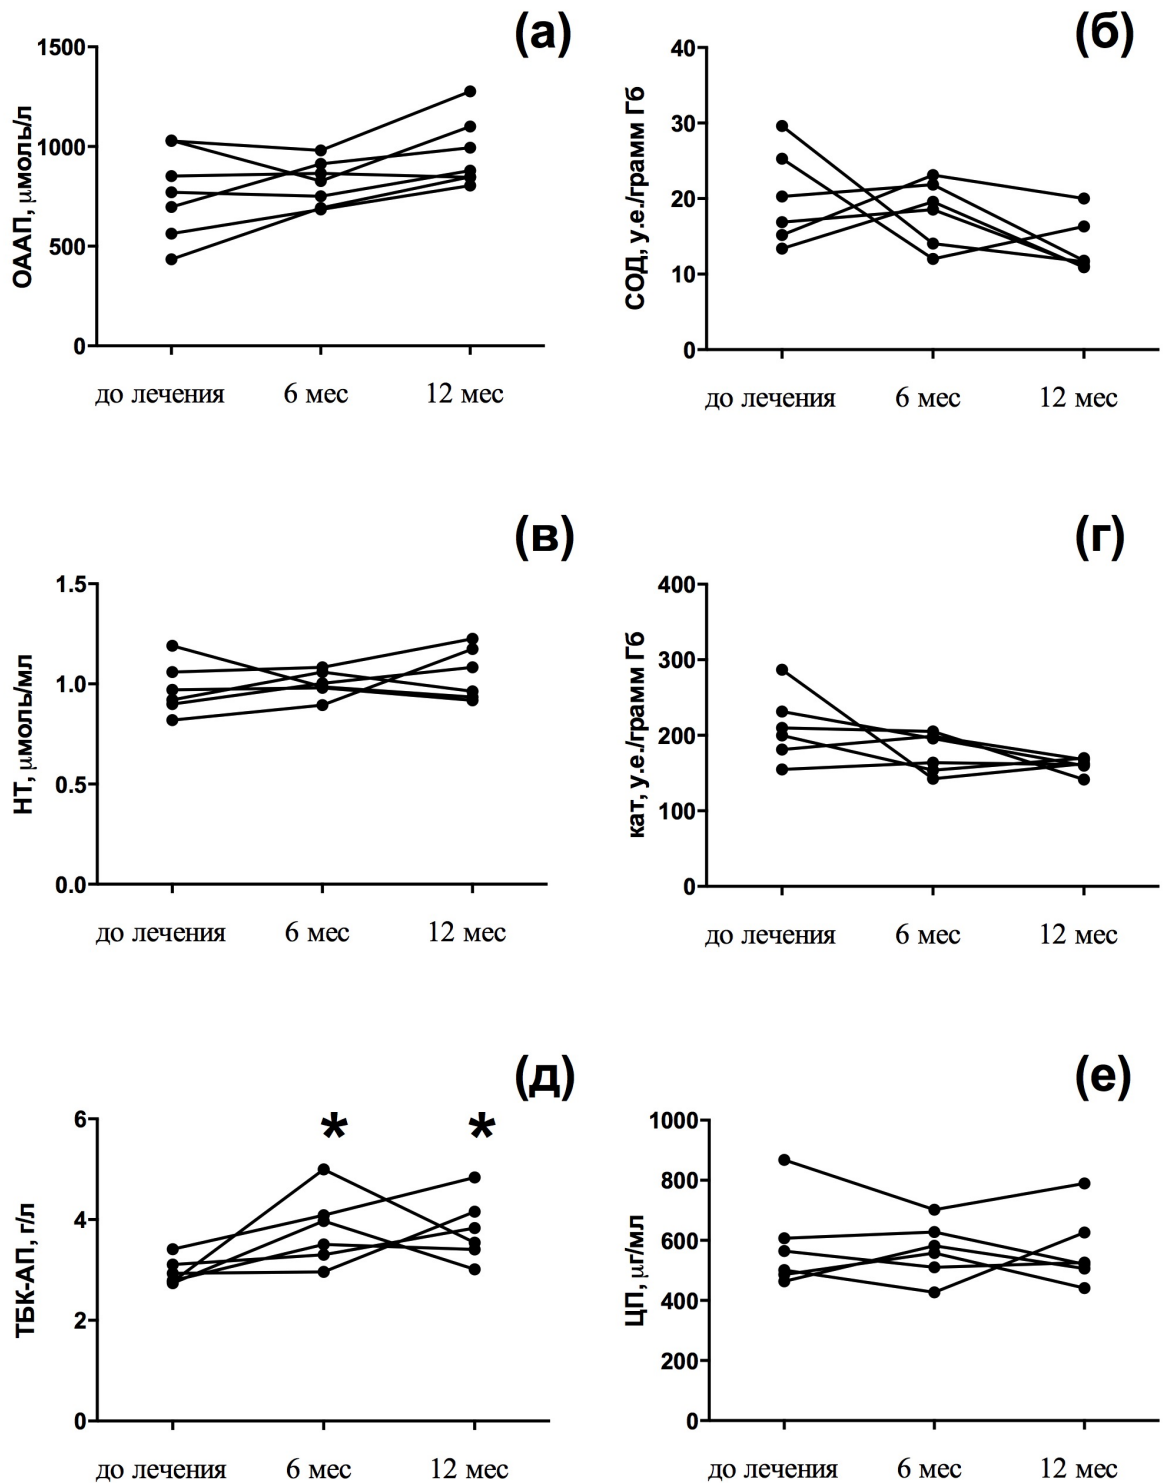 (а)
ОААП, µмоль/л
1500
1000
500
0
до лечения 6 мес 12 мес
(б)
СОД, у.е./грамм Гб
40
30
20
10
0
до лечения 6 мес 12 мес
(в)
НТ, µмоль/мл
1.5
1.0
0.5
0.0
до лечения 6 мес 12 мес
(г)
кат, у.е./грамм Гб
400
300
200
100
0
до лечения 6 мес 12 мес
(д)
ТБК-АП, г/л
6
4
2
0
* *
до лечения 6 мес 12 мес
(е)
ЦП, µг/мл
1000
800
600
400
200
0
до лечения 6 мес 12 мес